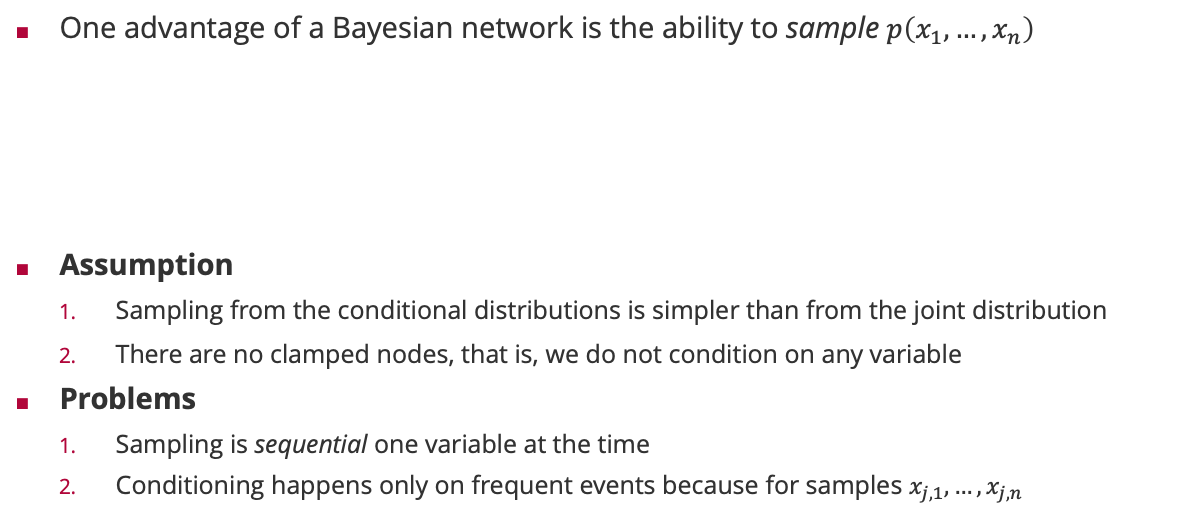 ▪ One advantage of a Bayesian network is the ability to sample p(x₁, …, xₙ)
▪ Assumption
1. Sampling from the conditional distributions is simpler than from the joint distribution
2. There are no clamped nodes, that is, we do not condition on any variable
▪ Problems
1. Sampling is sequential one variable at the time
2. Conditioning happens only on frequent events because for samples xⱼ,₁, …, xⱼ,ₙ